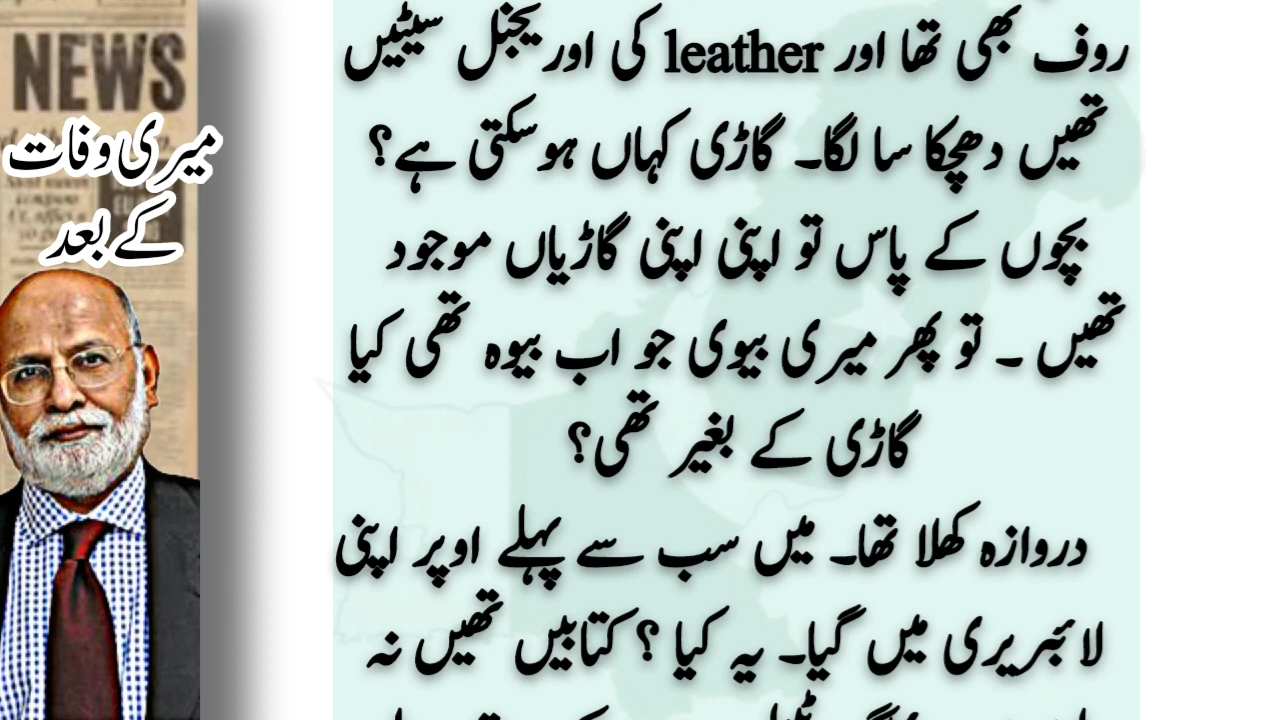 NEWS
میری وفات
کے بعد
روف بھی تھا اور leather کی اوریجنل سیٹیں
تھیں دھچکا سا لگا۔ گاڑی کہاں ہوسکتی ہے؟
بچوں کے پاس تو اپنی اپنی گاڑیاں موجود
تھیں ۔ تو پھر میری بیوی جو اب بیوہ تھی کیا
گاڑی کے بغیر تھی؟
دروازہ کھلا تھا۔ میں سب سے پہلے اوپر اپنی
لائبریری میں گیا۔ یہ کیا ؟ کتابیں تھیں نہ